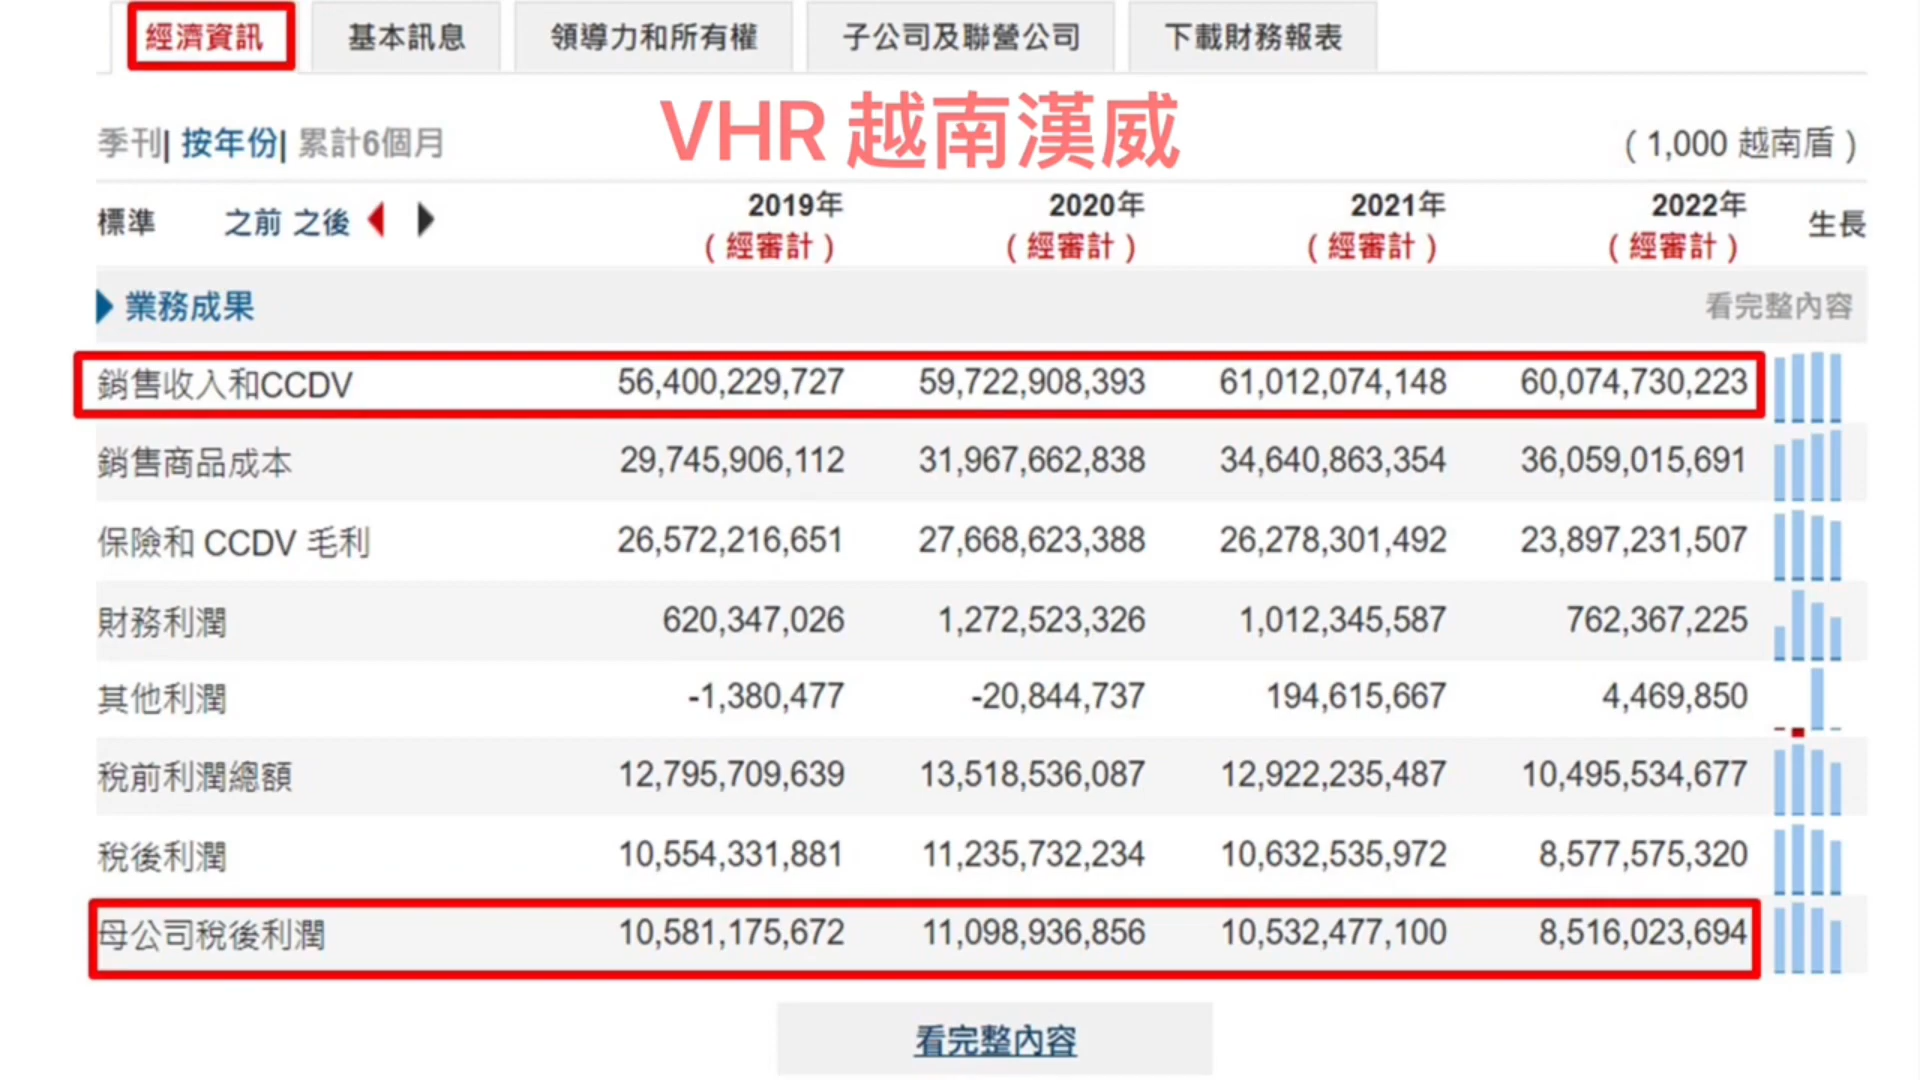 經濟資訊 基本訊息 領導力和所有權 子公司及聯營公司 下載財務報表
VHR 越南漢威
季刊| 按年份| 累計6個月 ( 1,000 越南盾 )
標準 之前 之後 2019年 2020年 2021年 2022年 生長
( 經審計 ) ( 經審計 ) ( 經審計 ) ( 經審計 )
業務成果 看完整內容
銷售收入和CCDV 56,400,229,727 59,722,908,393 61,012,074,148 60,074,730,223
銷售商品成本 29,745,906,112 31,967,662,838 34,640,863,354 36,059,015,691
保險和 CCDV 毛利 26,572,216,651 27,668,623,388 26,278,301,492 23,897,231,507
財務利潤 620,347,026 1,272,523,326 1,012,345,587 762,367,225
其他利潤 -1,380,477 -20,844,737 194,615,667 4,469,850
稅前利潤總額 12,795,709,639 13,518,536,087 12,922,235,487 10,495,534,677
稅後利潤 10,554,331,881 11,235,732,234 10,632,535,972 8,577,575,320
母公司稅後利潤 10,581,175,672 11,098,936,856 10,532,477,100 8,516,023,694
看完整內容